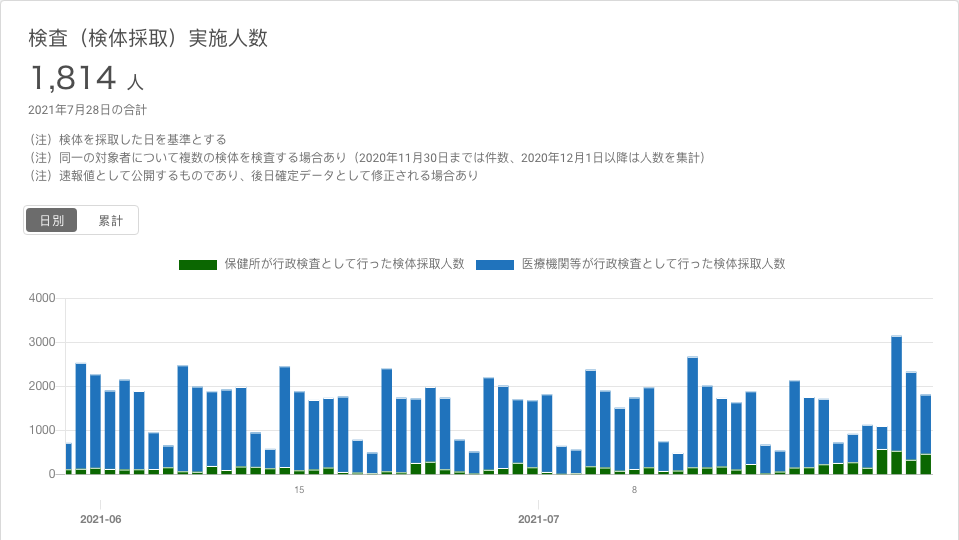 検査（検体採取）実施人数
1,814 人
2021年7月28日の合計
（注）検体を採取した日を基準とする
（注）同一の対象者について複数の検体を検査する場合あり（2020年11月30日までは件数、2020年12月1日以降は人数を集計）
（注）速報値として公開するものであり、後日確定データとして修正される場合あり
日別 累計
保健所が行政検査として行った検体採取人数 医療機関等が行政検査として行った検体採取人数
4000
3000
2000
1000
0
15 8
2021-06 2021-07